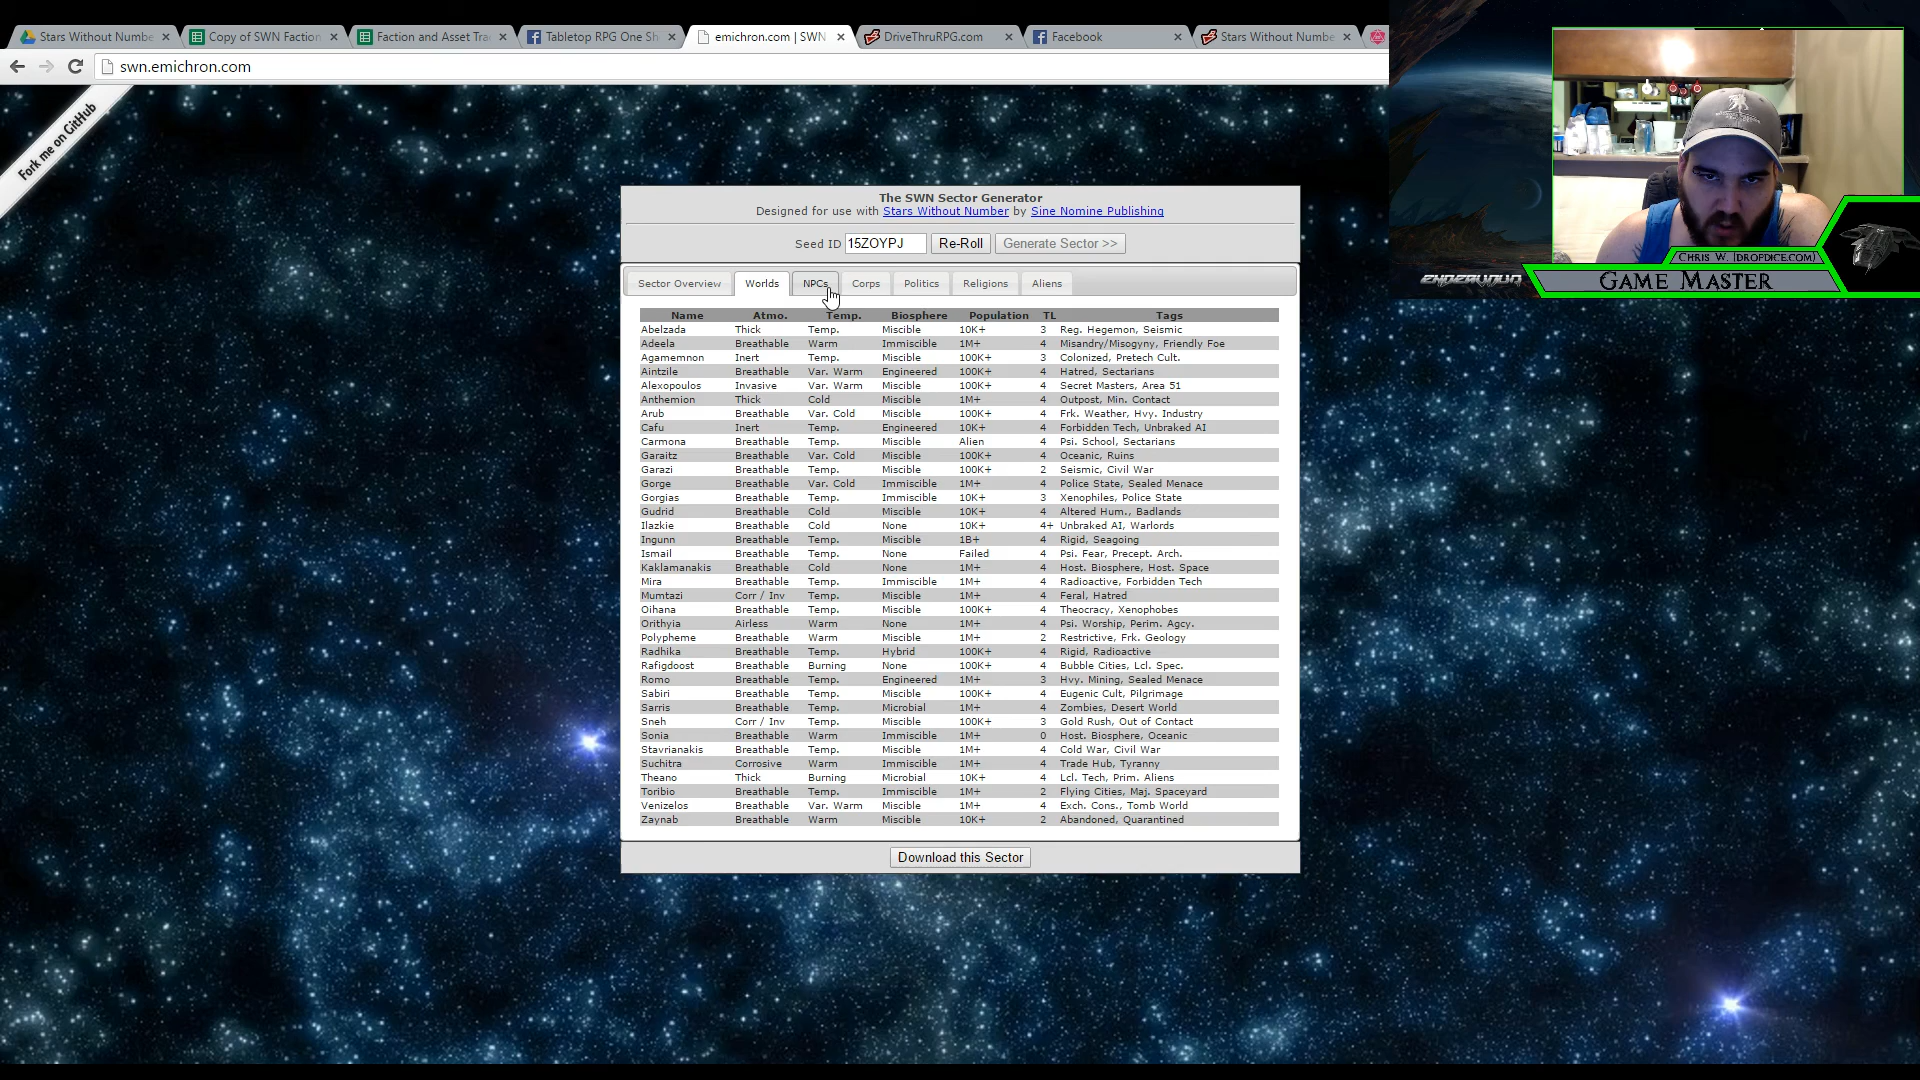 Stars Without Numbe
Copy of SWN Faction
Faction and Asset Tra
Tabletop RPG One Sh
emichron.com | SWN
DriveThruRPG.com
Facebook
Stars Without Numbe
swn.emichron.com
Fork me on GitHub
The SWN Sector Generator
Designed for use with Stars Without Number by Sine Nomine Publishing
Seed ID 15ZOYPJ Re-Roll Generate Sector >>
Sector Overview Worlds NPCs Corps Politics Religions Aliens
Name Atmo. Temp. Biosphere Population TL Tags
Abelzada Thick Temp. Miscible 10K+ 3 Reg. Hegemon, Seismic
Adeela Breathable Warm Immiscible 1M+ 4 Misandry/Misogyny, Friendly Foe
Agamemnon Inert Temp. Miscible 100K+ 3 Colonized, Pretech Cult.
Aintzile Breathable Var. Warm Engineered 100K+ 4 Hatred, Sectarians
Alexopoulos Invasive Var. Warm Miscible 100K+ 4 Secret Masters, Area 51
Anthemion Thick Cold Miscible 1M+ 4 Outpost, Min. Contact
Arub Breathable Var. Cold Miscible 100K+ 4 Frk. Weather, Hvy. Industry
Cafu Inert Temp. Engineered 10K+ 4 Forbidden Tech, Unbraked AI
Carmona Breathable Temp. Miscible Alien 4 Psi. School, Sectarians
Garaitz Breathable Var. Cold Miscible 100K+ 4 Oceanic, Ruins
Garazi Breathable Temp. Miscible 100K+ 2 Seismic, Civil War
Gorge Breathable Var. Cold Immiscible 1M+ 4 Police State, Sealed Menace
Gorgias Breathable Temp. Immiscible 10K+ 3 Xenophiles, Police State
Gudrid Breathable Cold Miscible 10K+ 4 Altered Hum., Badlands
Ilazkie Breathable Cold None 10K+ 4+ Unbraked AI, Warlords
Ingunn Breathable Temp. Miscible 1B+ 4 Rigid, Seagoing
Ismail Breathable Temp. None Failed 4 Psi. Fear, Precept. Arch.
Kaklamanakis Breathable Cold None 1M+ 4 Host. Biosphere, Host. Space
Mira Breathable Temp. Immiscible 1M+ 4 Radioactive, Forbidden Tech
Mumtazi Corr / Inv Temp. Miscible 1M+ 4 Feral, Hatred
Oihana Breathable Temp. Miscible 100K+ 4 Theocracy, Xenophobes
Orithyia Airless Warm None 1M+ 4 Psi. Worship, Perim. Agcy.
Polypheme Breathable Warm Miscible 1M+ 2 Restrictive, Frk. Geology
Radhika Breathable Temp. Hybrid 100K+ 4 Rigid, Radioactive
Rafigdoost Breathable Burning None 100K+ 4 Bubble Cities, Lcl. Spec.
Romo Breathable Temp. Engineered 1M+ 3 Hvy. Mining, Sealed Menace
Sabiri Breathable Temp. Miscible 100K+ 4 Eugenic Cult, Pilgrimage
Sarris Breathable Temp. Microbial 1M+ 4 Zombies, Desert World
Sneh Corr / Inv Temp. Miscible 100K+ 3 Gold Rush, Out of Contact
Sonia Breathable Warm Immiscible 1M+ 0 Host. Biosphere, Oceanic
Stavrianakis Breathable Temp. Miscible 1M+ 4 Cold War, Civil War
Suchitra Corrosive Warm Immiscible 1M+ 4 Trade Hub, Tyranny
Theano Thick Burning Microbial 10K+ 4 Lcl. Tech, Prim. Aliens
Toribio Breathable Temp. Immiscible 1M+ 2 Flying Cities, Maj. Spaceyard
Venizelos Breathable Var. Warm Miscible 1M+ 4 Exch. Cons., Tomb World
Zaynab Breathable Warm Miscible 10K+ 2 Abandoned, Quarantined
Download this Sector
Chris W. (dropdice.com)
Game Master